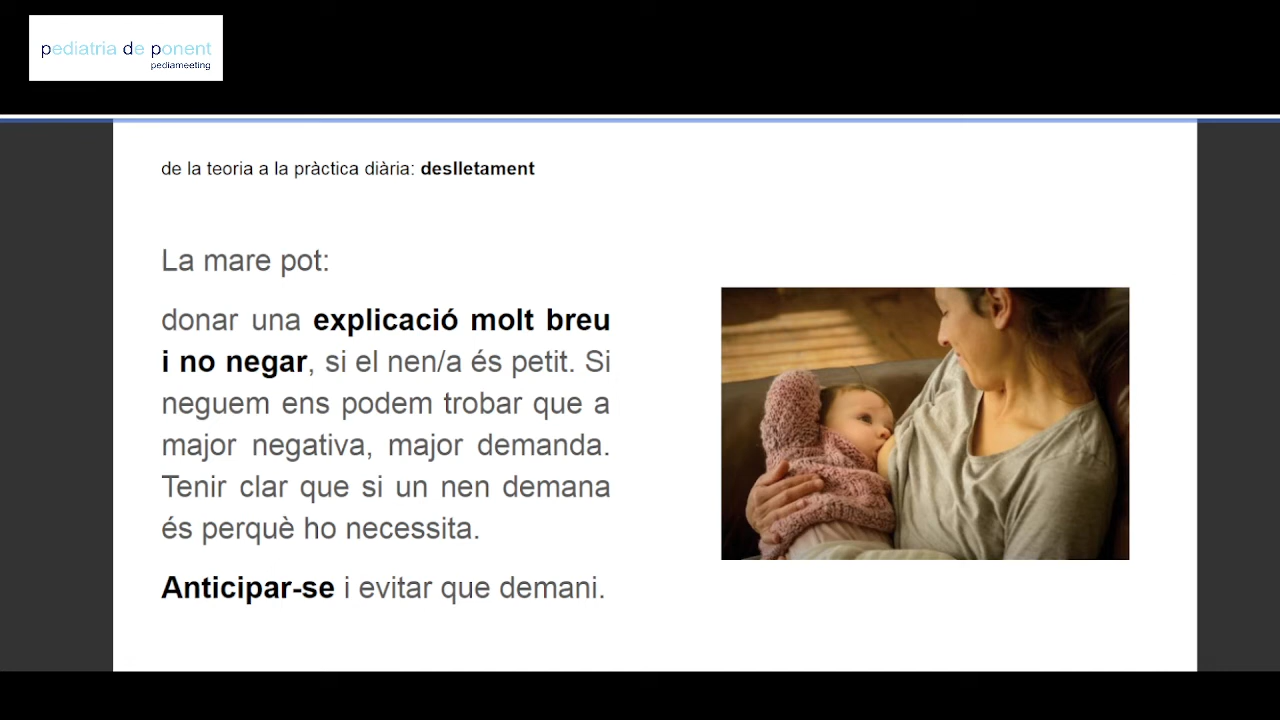 pediatria de ponent
pediameeting
de la teoria a la pràctica diària: deslletament
La mare pot:
donar una explicació molt breu
i no negar, si el nen/a és petit. Si
neguem ens podem trobar que a
major negativa, major demanda.
Tenir clar que si un nen demana
és perquè ho necessita.
Anticipar-se i evitar que demani.